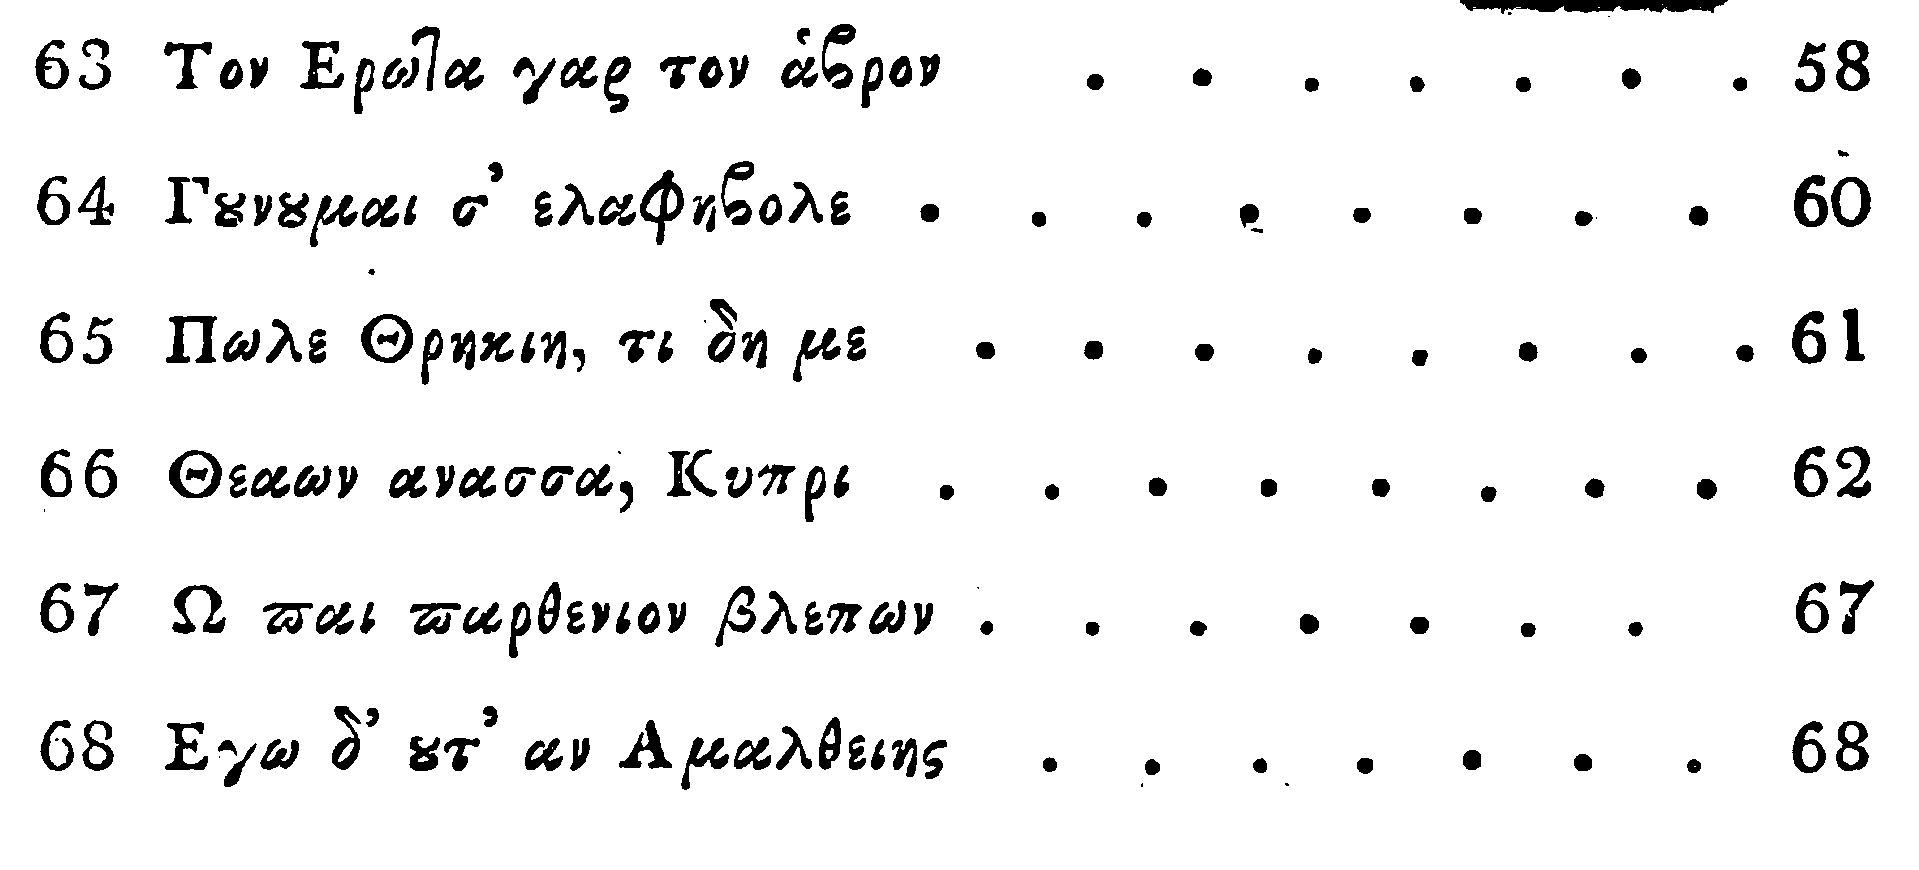 63 Τον Ερωτα γαρ τον ἁβρον . . . . . . . 58
64 Γȣνȣμαι σ’ ελαφηβολε . . . . . . . . 60
65 Πωλε Θρηκιη, τι δη με . . . . . . . . 61
66 Θεαων ανασσα, Κυπρι . . . . . . . . 62
67 Ω ϖαι ϖαρθενιον βλεπων . . . . . . . 67
68 Εγω δ’ ȣτ’ αν Αμαλθειης . . . . . . . 68